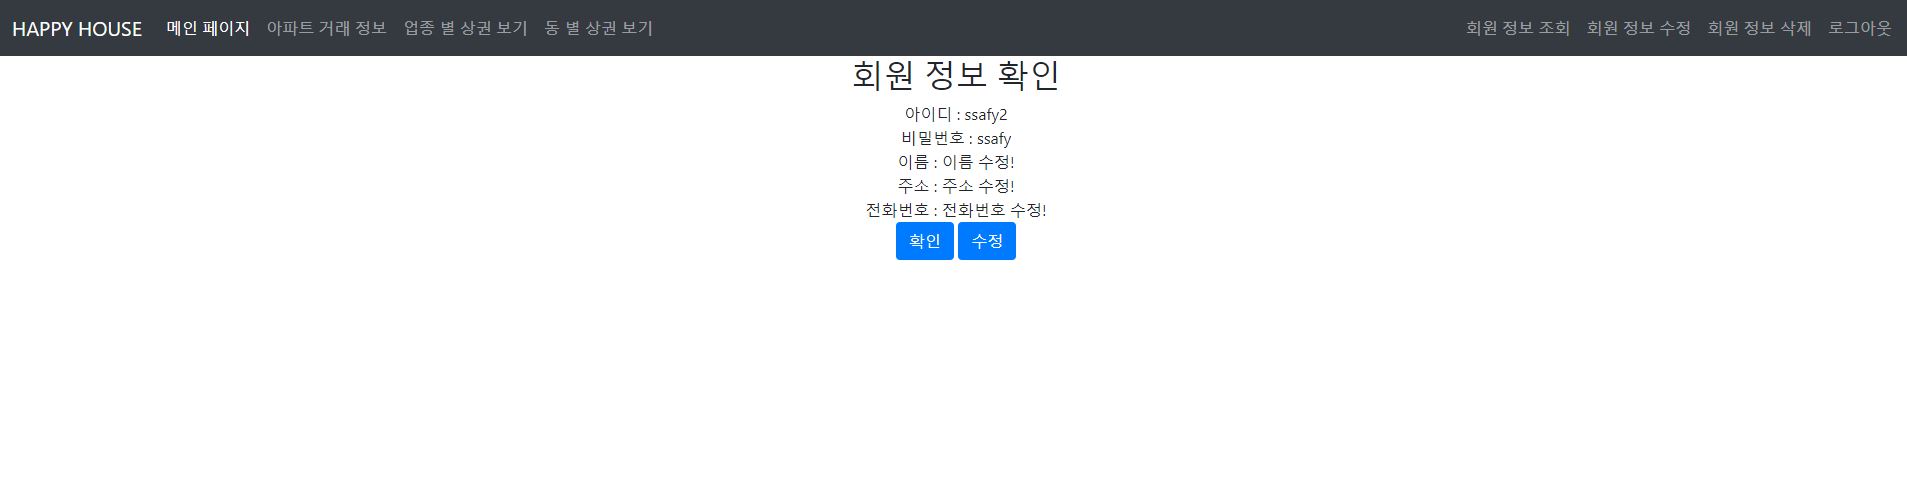 HAPPY HOUSE 메인 페이지 아파트 거래 정보 업종 별 상권 보기 동 별 상권 보기 회원 정보 조회 회원 정보 수정 회원 정보 삭제 로그아웃
회원 정보 확인
아이디 : ssafy2
비밀번호 : ssafy
이름 : 이름 수정!
주소 : 주소 수정!
전화번호 : 전화번호 수정!
확인 수정